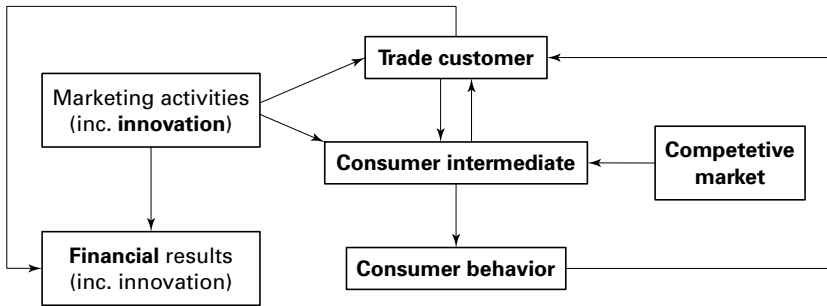 Trade customer
Marketing activities
(inc. innovation)
Consumer intermediate
Competetive
market
Financial results
(inc. innovation)
Consumer behavior